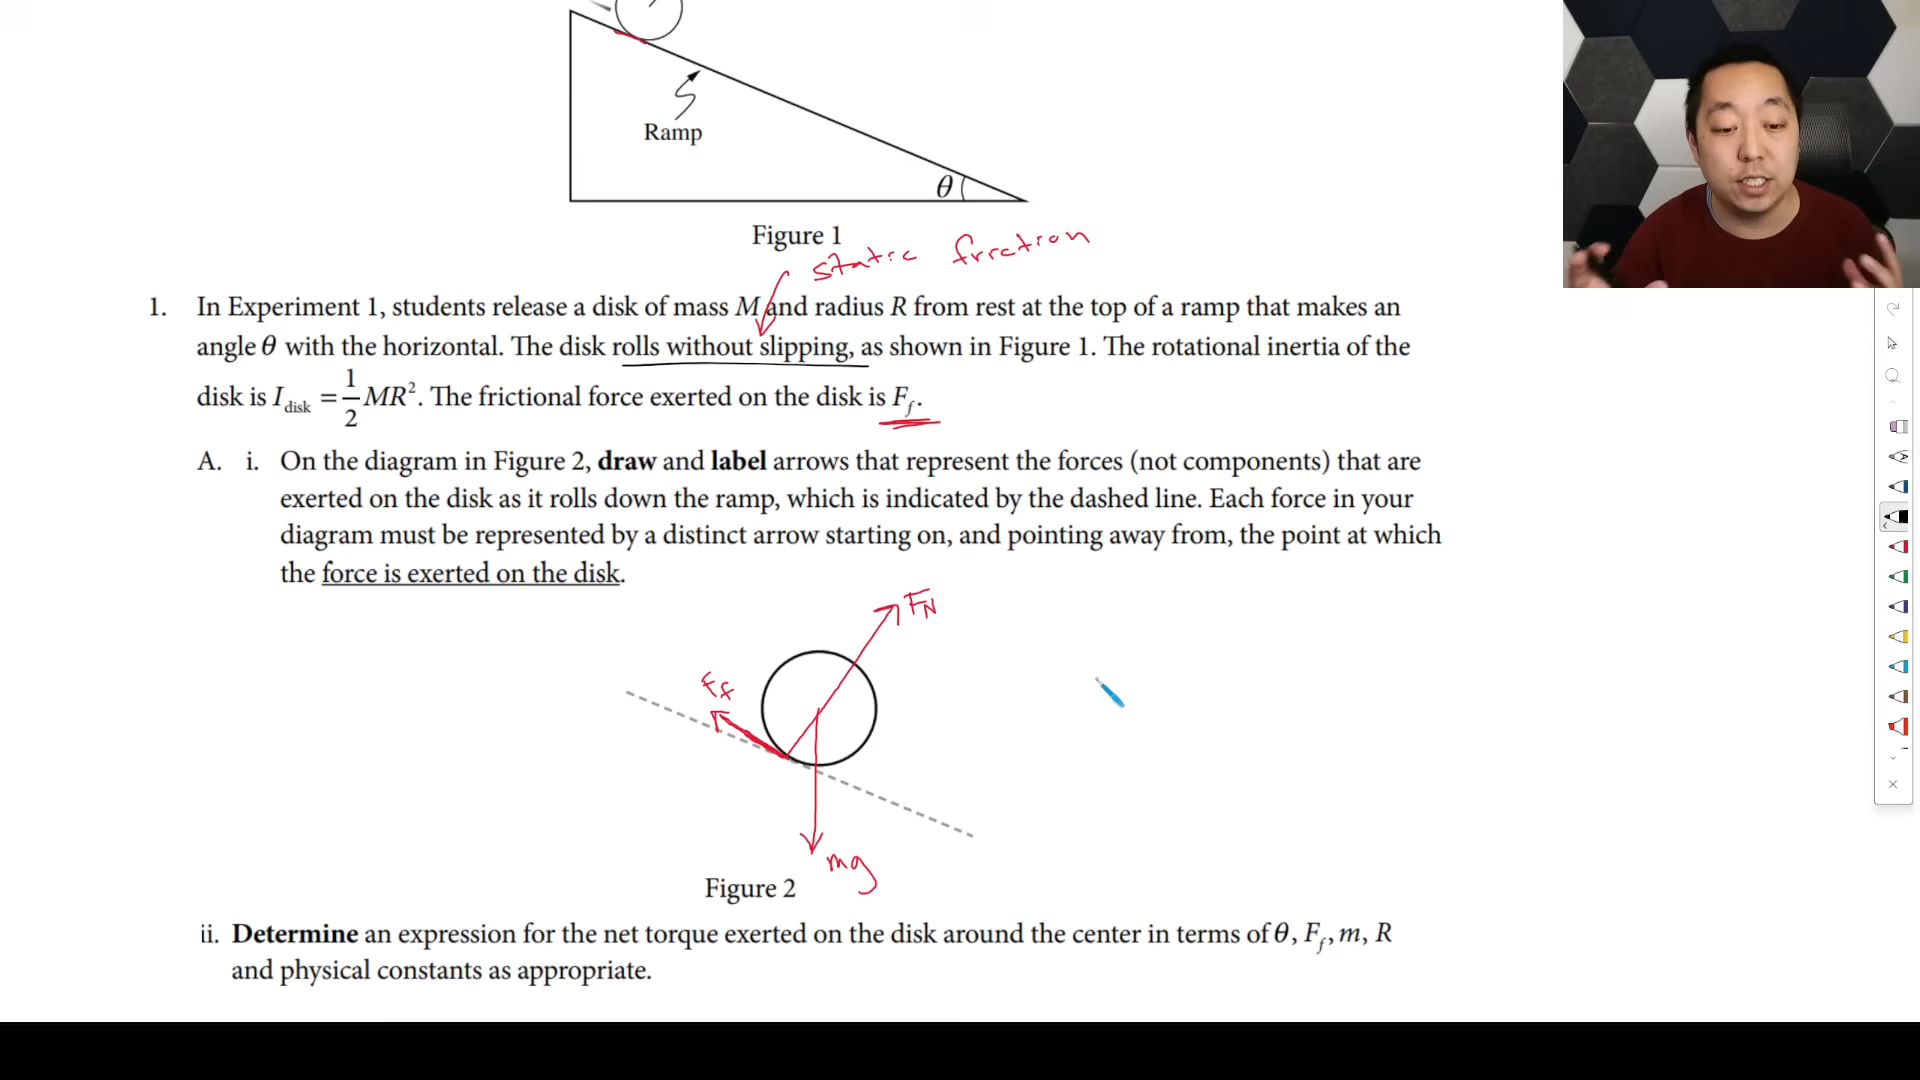 Ramp
θ
Figure 1
static friction
1. In Experiment 1, students release a disk of mass M and radius R from rest at the top of a ramp that makes an
angle θ with the horizontal. The disk rolls without slipping, as shown in Figure 1. The rotational inertia of the
disk is I_disk = 1/2 MR². The frictional force exerted on the disk is F_f.
A. i. On the diagram in Figure 2, draw and label arrows that represent the forces (not components) that are
exerted on the disk as it rolls down the ramp, which is indicated by the dashed line. Each force in your
diagram must be represented by a distinct arrow starting on, and pointing away from, the point at which
the force is exerted on the disk.
F_N
F_f
mg
Figure 2
ii. Determine an expression for the net torque exerted on the disk around the center in terms of θ, F_f, m, R
and physical constants as appropriate.